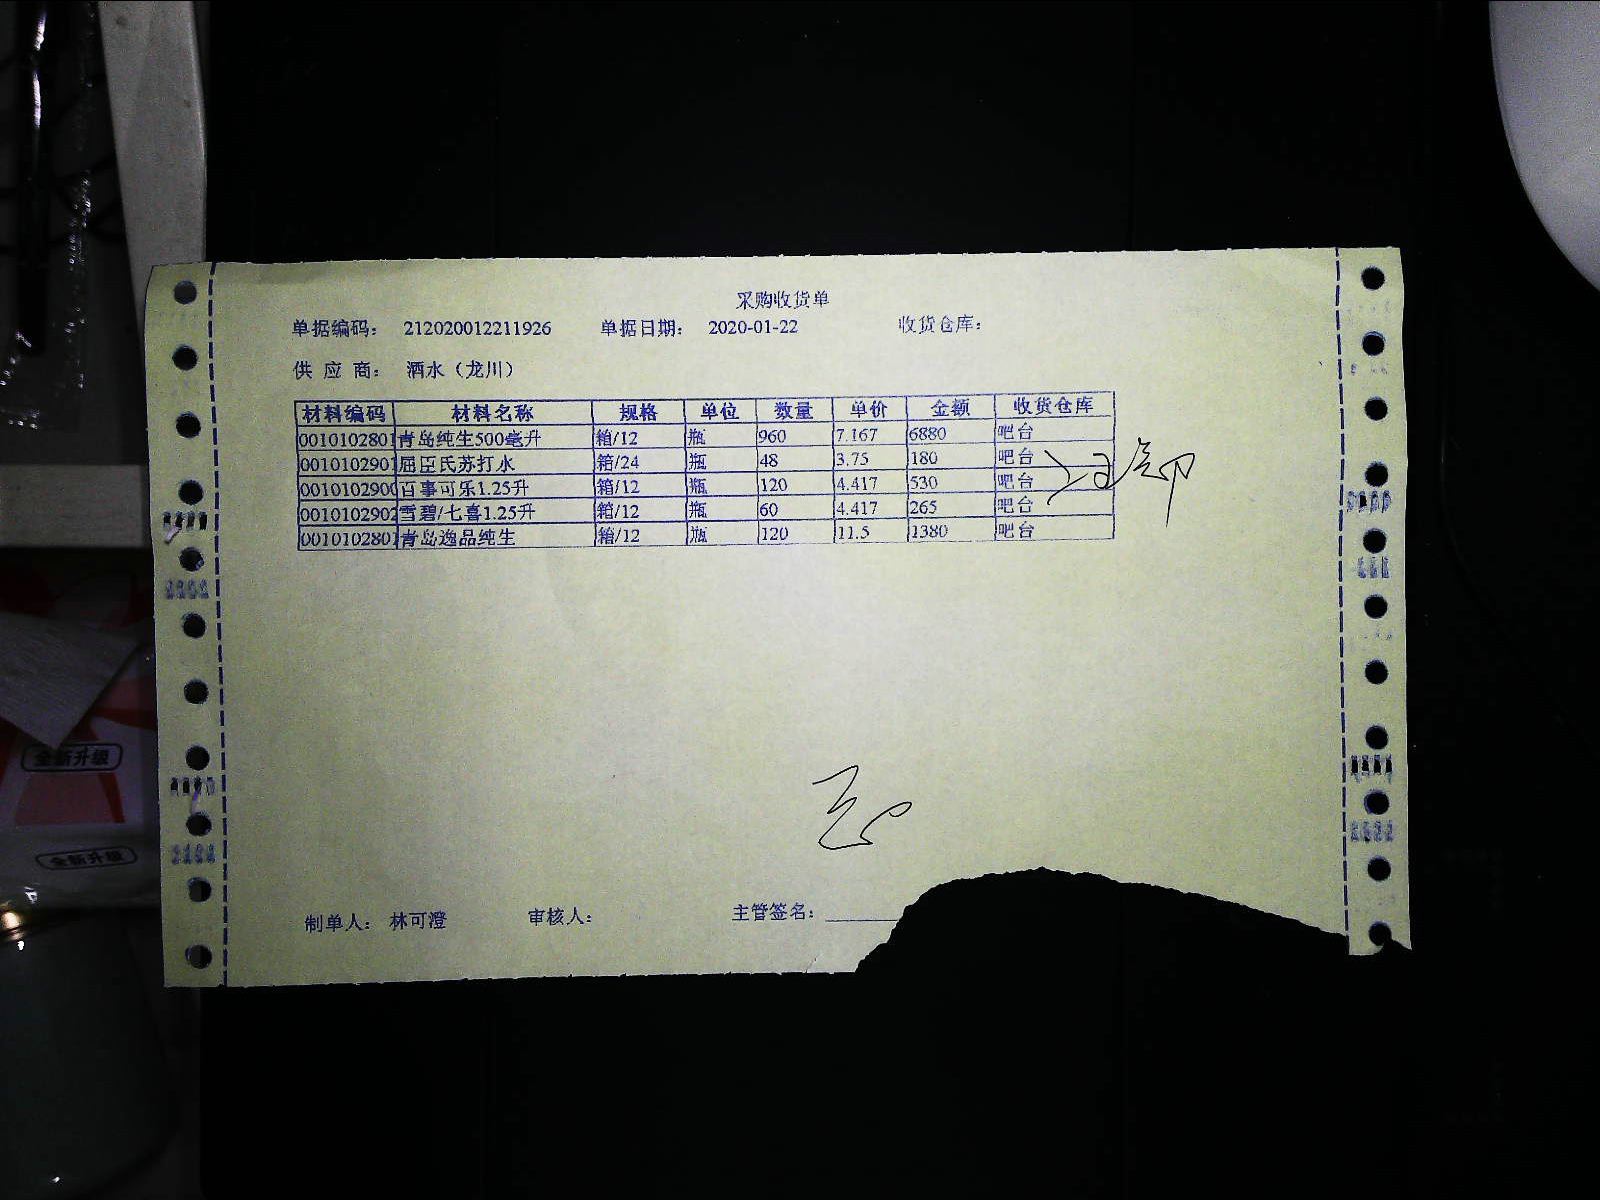 采购收货单
单据编码： 212020012211926 单据日期： 2020-01-22 收货仓库：
供 应 商： 酒水（龙川）
材料编码 材料名称 规格 单位 数量 单价 金额 收货仓库
0010102801 青岛纯生500毫升 箱/12 瓶 960 7.167 6880 吧台
0010102901 屈臣氏苏打水 箱/24 瓶 48 3.75 180 吧台
0010102900 百事可乐1.25升 箱/12 瓶 120 4.417 530 吧台
0010102902 雪碧/七喜1.25升 箱/12 瓶 60 4.417 265 吧台
0010102801 青岛逸品纯生 箱/12 瓶 120 11.5 1380 吧台
制单人： 林可澄 审核人： 主管签名：
全新升级
全新升级